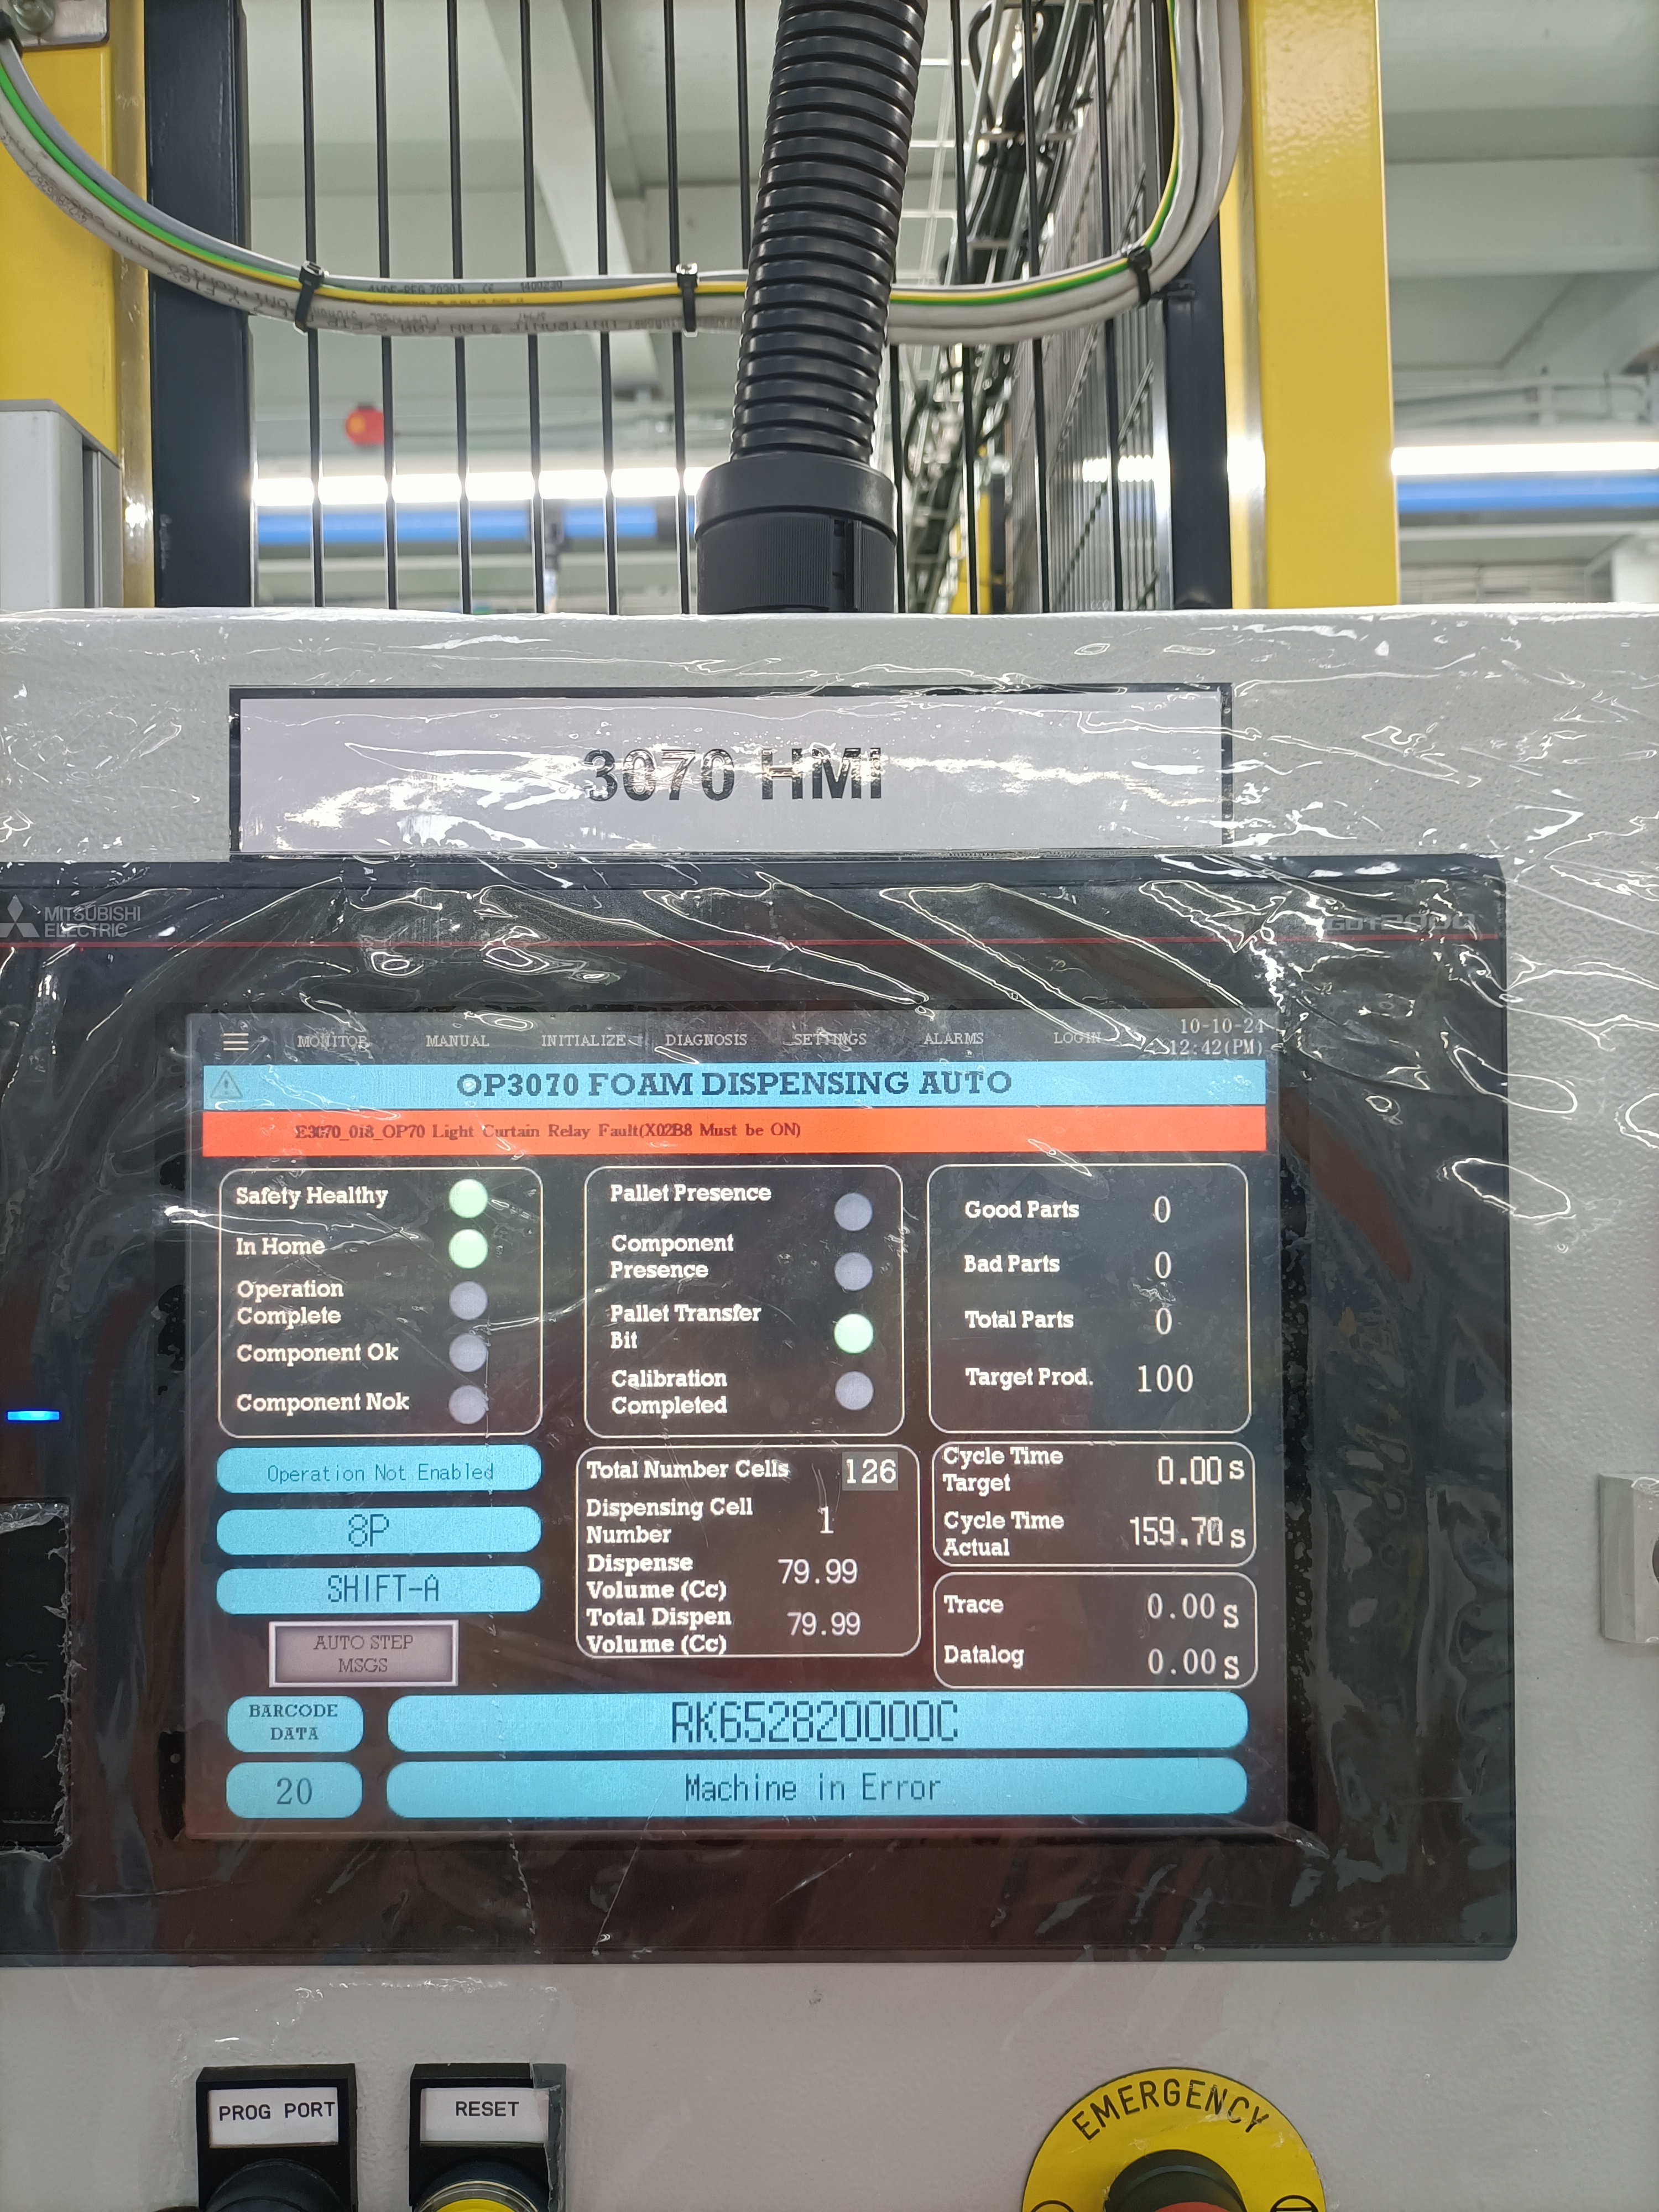 3070 HMI
MITSUBISHI
ELECTRIC
GOT2000
MONITOR MANUAL INITIALIZE DIAGNOSIS SETTINGS ALARMS LOGIN
10-10-24
12:42(PM)
OP3070 FOAM DISPENSING AUTO
E3070_018_OP70 Light Curtain Relay Fault(X02B8 Must be ON)
Safety Healthy
In Home
Operation
Complete
Component Ok
Component Nok
Pallet Presence
Component
Presence
Pallet Transfer
Bit
Calibration
Completed
Good Parts 0
Bad Parts 0
Total Parts 0
Target Prod. 100
Operation Not Enabled
8P
SHIFT-A
AUTO STEP
MSGS
Total Number Cells 126
Dispensing Cell
Number 1
Dispense
Volume (Cc) 79.99
Total Dispen
Volume (Cc) 79.99
Cycle Time
Target 0.00 s
Cycle Time
Actual 159.70 s
Trace 0.00 s
Datalog 0.00 s
BARCODE
DATA
RK652820000C
20
Machine in Error
PROG PORT
RESET
EMERGENCY